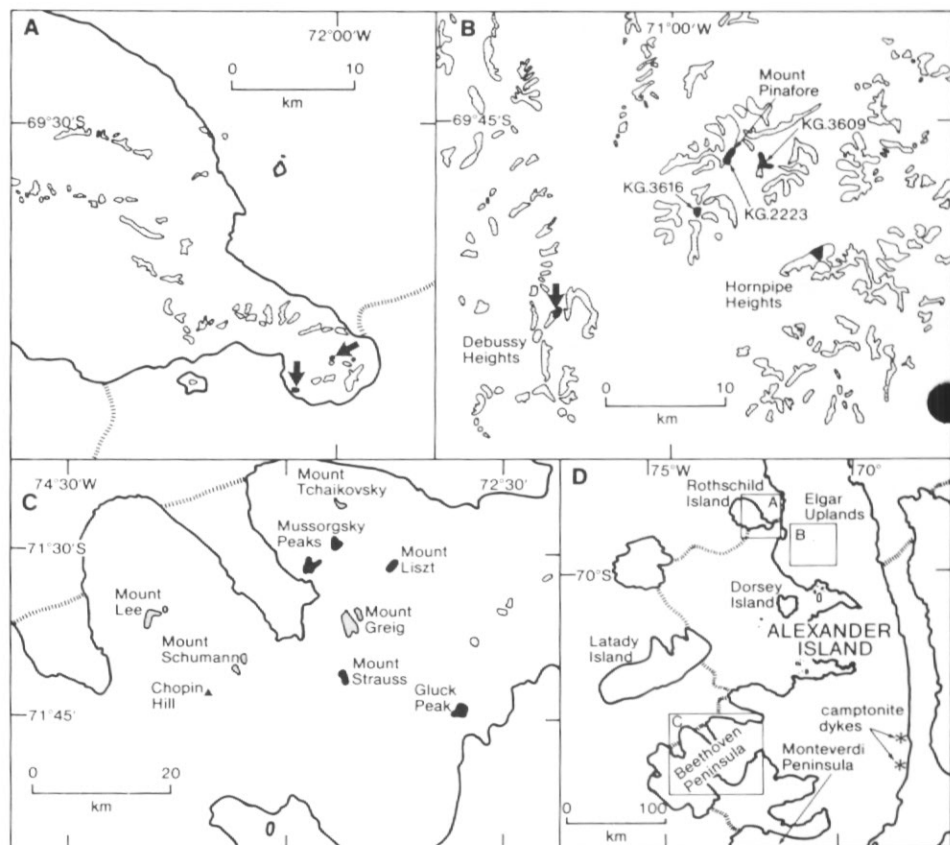 A
72°00'W
0
10
km
69°30'S
B
71°00'W
69°45'S
Mount
Pinafore
KG.3609
KG.3616
KG.2223
Hornpipe
Heights
Debussy
Heights
0
10
km
C
74°30'W
72°30'
Mount
Tchaikovsky
Mussorgsky
Peaks
71°30'S
Mount
Liszt
Mount
Lee
Mount
Greig
Mount
Schumann
Mount
Strauss
Chopin
Hill
Gluck
Peak
71°45'
0
20
km
D
75°W
70°
Rothschild
Island
A
Elgar
Uplands
B
70°S
Dorsey
Island
ALEXANDER
ISLAND
Latady
Island
C
camptonite
dykes
Beethoven
Peninsula
Monteverdi
Peninsula
0
100
km